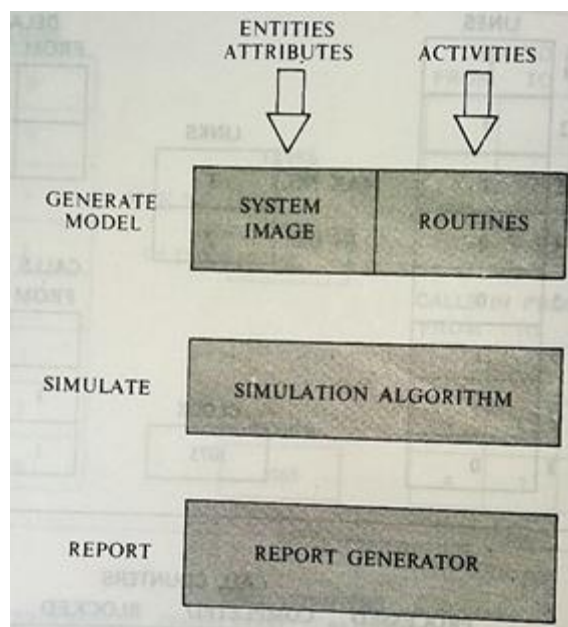 ENTITIES
ATTRIBUTES
ACTIVITIES
GENERATE
MODEL
SYSTEM
IMAGE
ROUTINES
SIMULATE
SIMULATION ALGORITHM
REPORT
REPORT GENERATOR